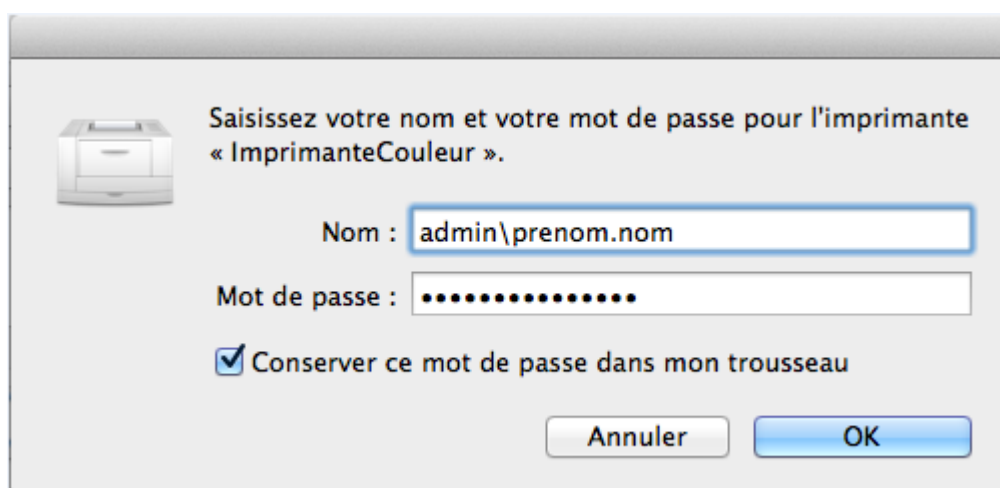 Saisissez votre nom et votre mot de passe pour l'imprimante
« ImprimanteCouleur ».
Nom : admin\prenom.nom
Mot de passe : •••••••••••••••
Conserver ce mot de passe dans mon trousseau
Annuler OK